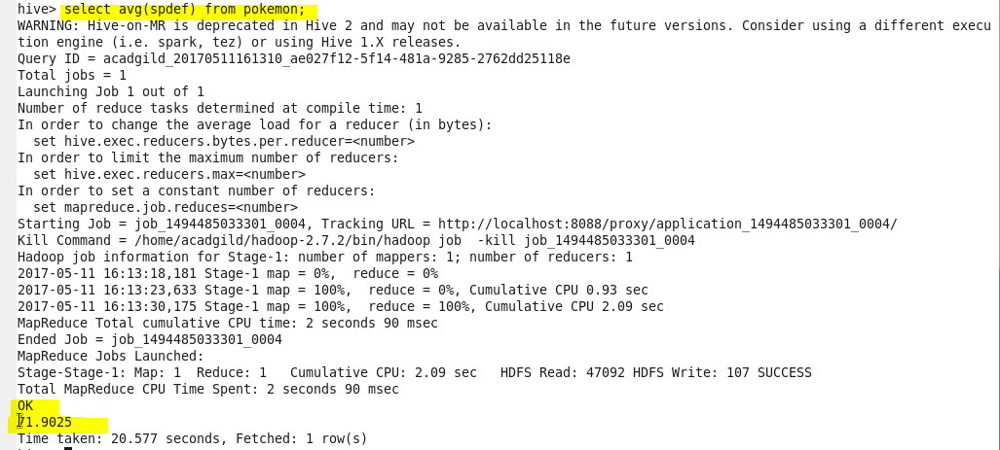 hive> select avg(spdef) from pokemon;
WARNING: Hive-on-MR is deprecated in Hive 2 and may not be available in the future versions. Consider using a different execu
tion engine (i.e. spark, tez) or using Hive 1.X releases.
Query ID = acadgild_20170511161310_ae027f12-5f14-481a-9285-2762dd25118e
Total jobs = 1
Launching Job 1 out of 1
Number of reduce tasks determined at compile time: 1
In order to change the average load for a reducer (in bytes):
  set hive.exec.reducers.bytes.per.reducer=<number>
In order to limit the maximum number of reducers:
  set hive.exec.reducers.max=<number>
In order to set a constant number of reducers:
  set mapreduce.job.reduces=<number>
Starting Job = job_1494485033301_0004, Tracking URL = http://localhost:8088/proxy/application_1494485033301_0004/
Kill Command = /home/acadgild/hadoop-2.7.2/bin/hadoop job  -kill job_1494485033301_0004
Hadoop job information for Stage-1: number of mappers: 1; number of reducers: 1
2017-05-11 16:13:18,181 Stage-1 map = 0%,  reduce = 0%
2017-05-11 16:13:23,633 Stage-1 map = 100%,  reduce = 0%, Cumulative CPU 0.93 sec
2017-05-11 16:13:30,175 Stage-1 map = 100%,  reduce = 100%, Cumulative CPU 2.09 sec
MapReduce Total cumulative CPU time: 2 seconds 90 msec
Ended Job = job_1494485033301_0004
MapReduce Jobs Launched:
Stage-Stage-1: Map: 1  Reduce: 1   Cumulative CPU: 2.09 sec   HDFS Read: 47092 HDFS Write: 107 SUCCESS
Total MapReduce CPU Time Spent: 2 seconds 90 msec
OK
71.9025
Time taken: 20.577 seconds, Fetched: 1 row(s)